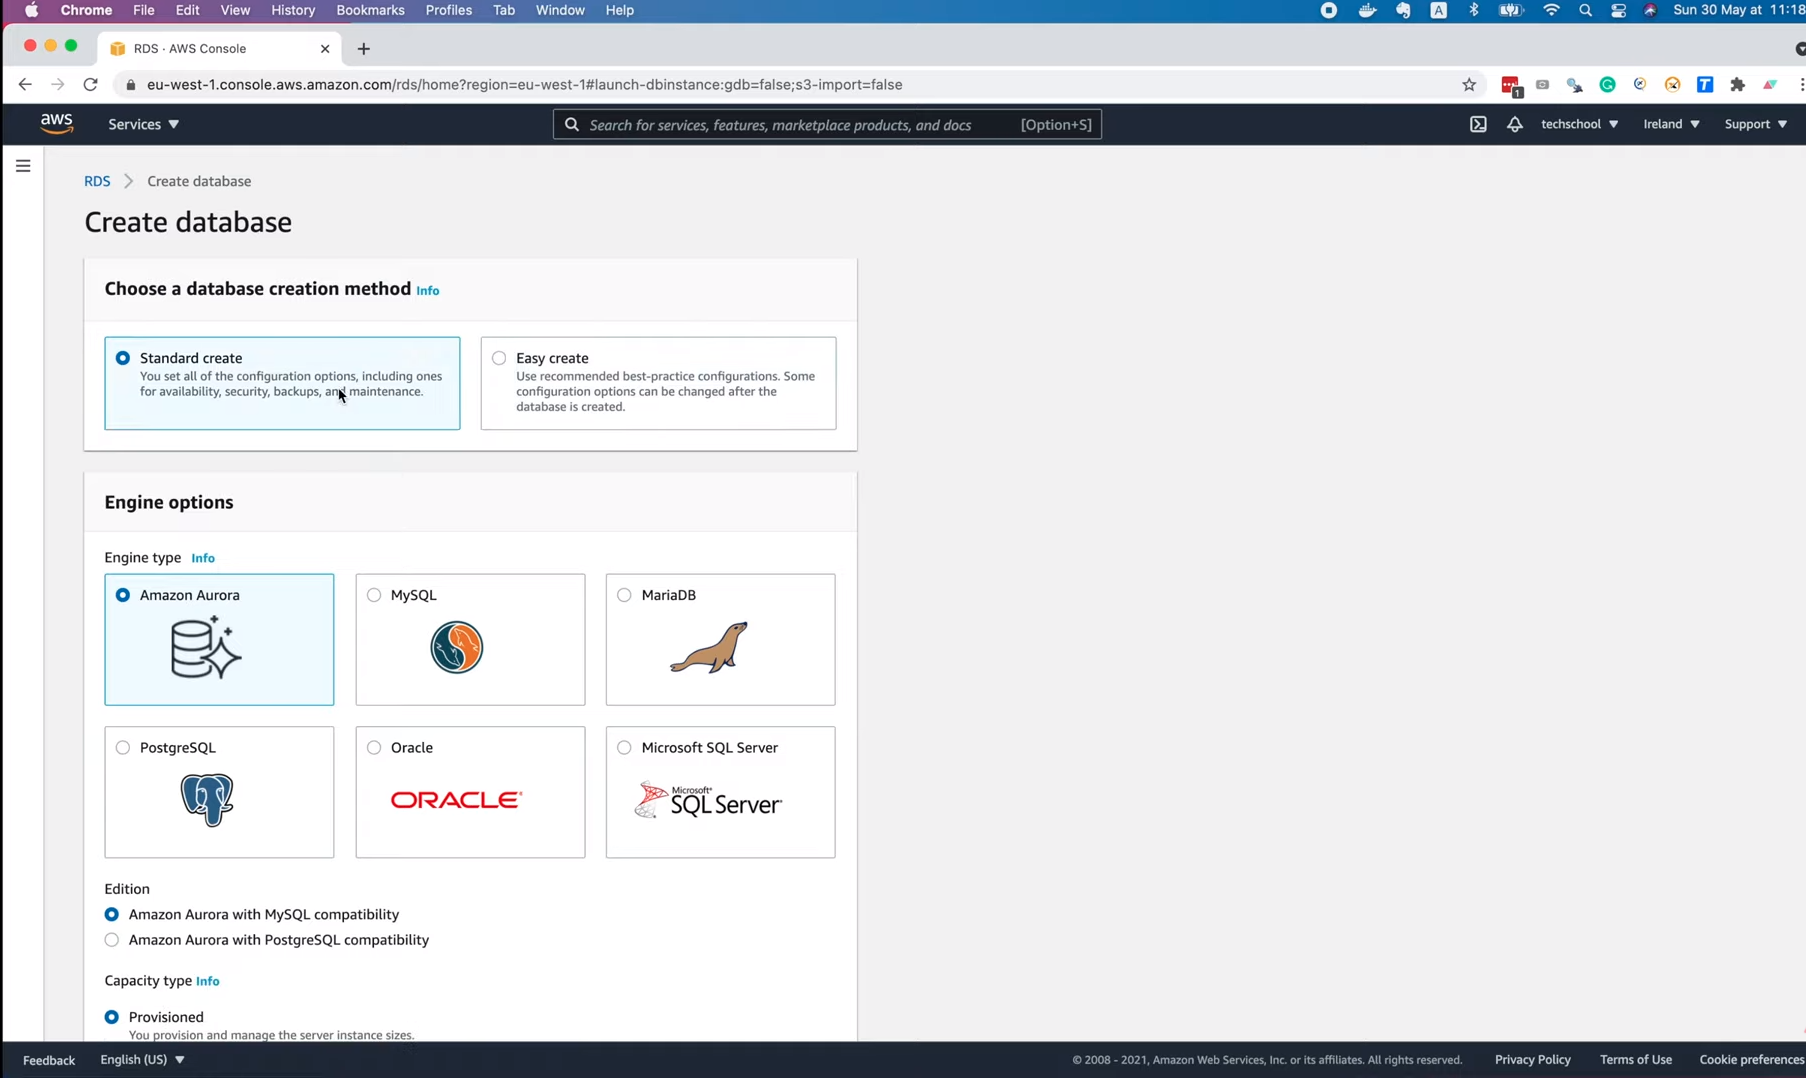 Chrome File Edit View History Bookmarks Profiles Tab Window Help A Sun 30 May at 11:18
RDS · AWS Console
eu-west-1.console.aws.amazon.com/rds/home?region=eu-west-1#launch-dbinstance:gdb=false;s3-import=false 1 T
aws Services Search for services, features, marketplace products, and docs [Option+S] techschool Ireland Support
RDS Create database
Create database
Choose a database creation method Info
Standard create
You set all of the configuration options, including ones
for availability, security, backups, and maintenance.
Easy create
Use recommended best-practice configurations. Some
configuration options can be changed after the
database is created.
Engine options
Engine type Info
Amazon Aurora
MySQL
MariaDB
PostgreSQL
Oracle
ORACLE
Microsoft SQL Server
Microsoft
SQL Server
Edition
Amazon Aurora with MySQL compatibility
Amazon Aurora with PostgreSQL compatibility
Capacity type Info
Provisioned
You provision and manage the server instance sizes.
Feedback English (US) © 2008 - 2021, Amazon Web Services, Inc. or its affiliates. All rights reserved. Privacy Policy Terms of Use Cookie preferences